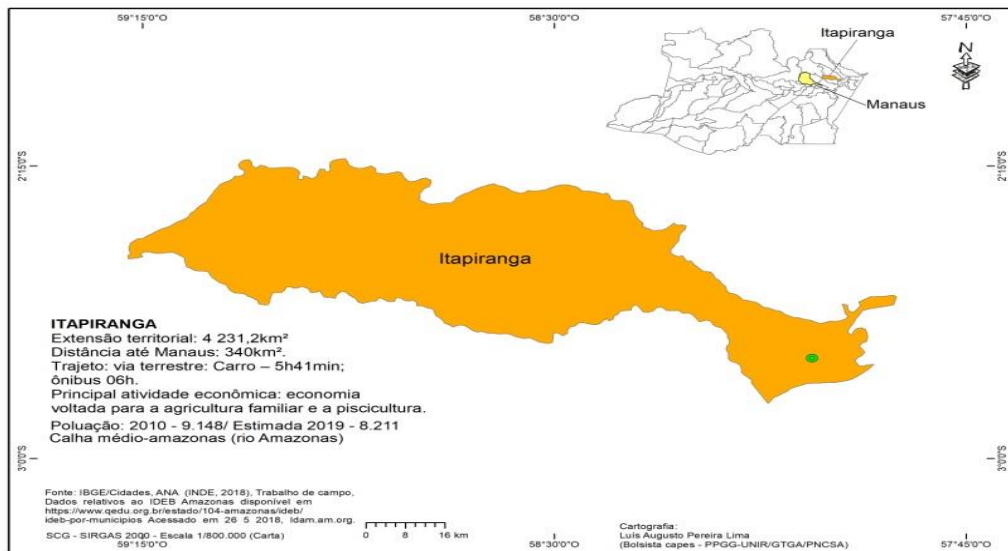 59°15'0"O
58°30'0"O
57°45'0"O
Itapiranga
N
Manaus
2°15'0"S
2°15'0"S
Itapiranga
ITAPIRANGA
Extensão territorial: 4 231,2km²
Distância até Manaus: 340km².
Trajeto: via terrestre: Carro – 5h41min;
ônibus 06h.
Principal atividade econômica: economia
voltada para a agricultura familiar e a piscicultura.
Poluação: 2010 - 9.148/ Estimada 2019 - 8.211
Calha médio-amazonas (rio Amazonas)
3°0'0"S
3°0'0"S
Fonte: IBGE/Cidades, ANA (INDE, 2018), Trabalho de campo,
Dados relativos ao IDEB Amazonas disponível em
https://www.qedu.org.br/estado/104-amazonas/ideb/
ideb-por-municipios Acessado em 26 5 2018, Idam.am.org.
SCG - SIRGAS 2000 - Escala 1/800.000 (Carta)
0 4 8 16 km
Cartografia:
Luís Augusto Pereira Lima
(Bolsista capes - PPGG-UNIR/GTGA/PNCSA)
59°15'0"O
58°30'0"O
57°45'0"O